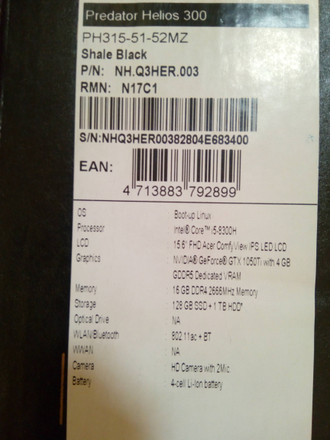 Predator Helios 300
PH315-51-52MZ
Shale Black
P/N: NH.Q3HER.003
RMN: N17C1
S/N:NHQ3HER00382804E683400
EAN:
4 713883 792899
OS Boot-up Linux
Processor Intel® Core™ i5-8300H
LCD 15.6" FHD Acer ComfyView IPS LED LCD
Graphics NVIDIA® GeForce® GTX 1050Ti with 4 GB
GDDR5 Dedicated VRAM
Memory 16 GB DDR4 2666MHz Memory
Storage 128 GB SSD + 1 TB HDD*
Optical Drive NA
WLAN/Bluetooth 802.11ac + BT
WWAN NA
Camera HD Camera with 2Mic
Battery 4-cell Li-Ion battery